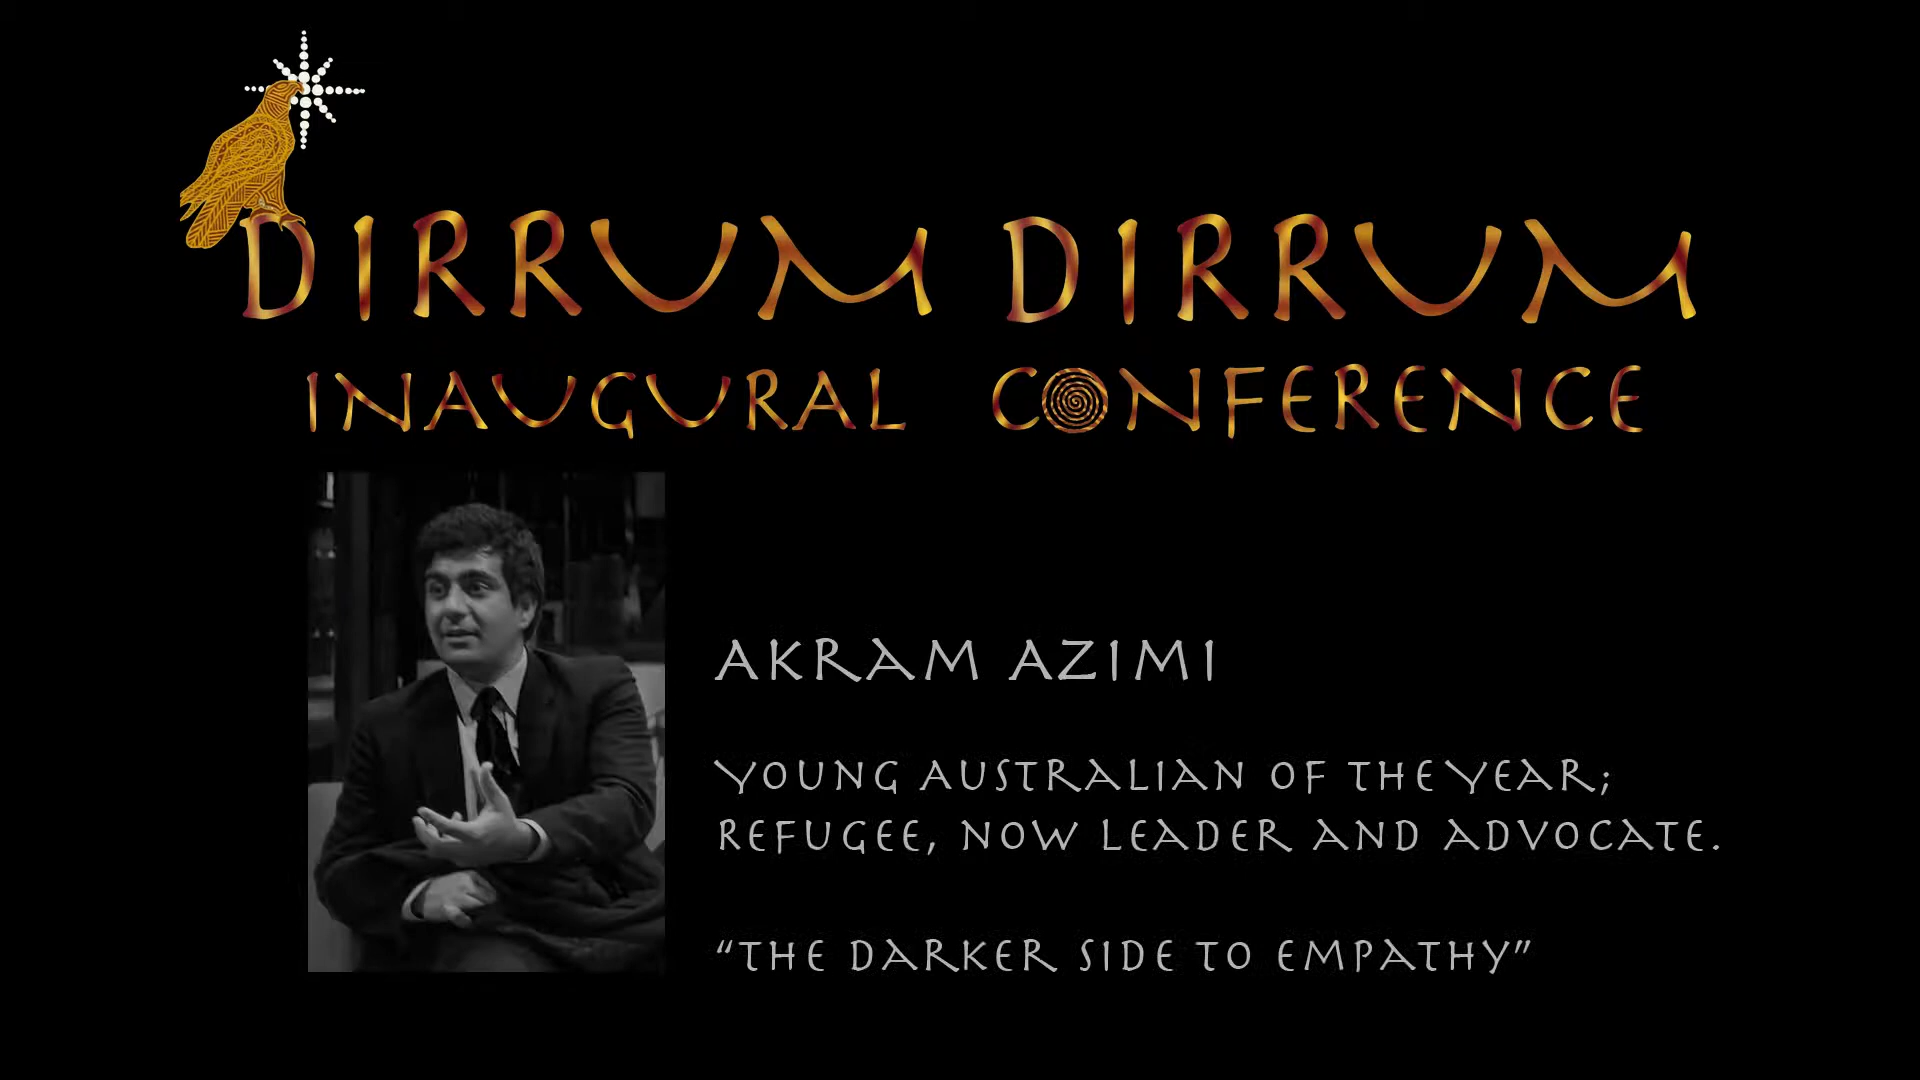 DIRRUM DIRRUM
INAUGURAL CONFERENCE
AKRAM AZIMI
YOUNG AUSTRALIAN OF THE YEAR;
REFUGEE, NOW LEADER AND ADVOCATE.
“THE DARKER SIDE TO EMPATHY”